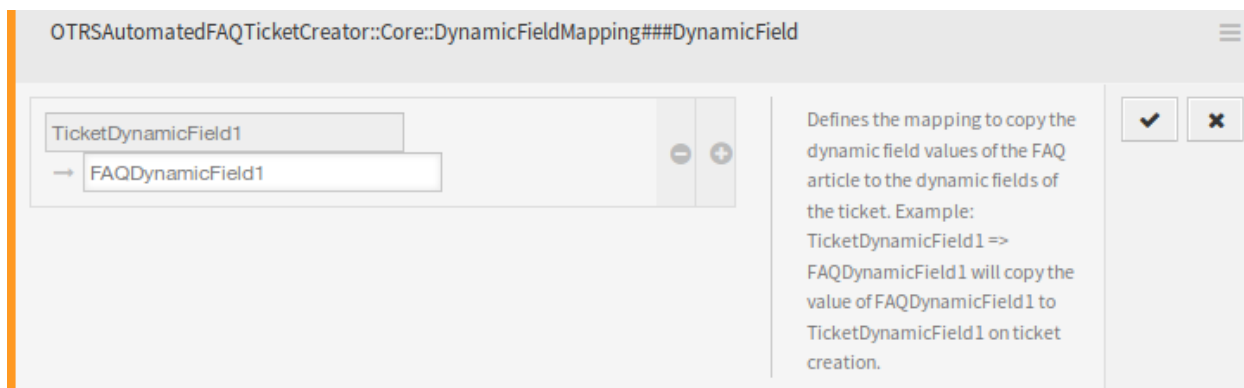 OTRSAutomatedFAQTicketCreator::Core::DynamicFieldMapping###DynamicField
TicketDynamicField1
→ FAQDynamicField1
Defines the mapping to copy the
dynamic field values of the FAQ
article to the dynamic fields of
the ticket. Example:
TicketDynamicField1 =>
FAQDynamicField1 will copy the
value of FAQDynamicField1 to
TicketDynamicField1 on ticket
creation.